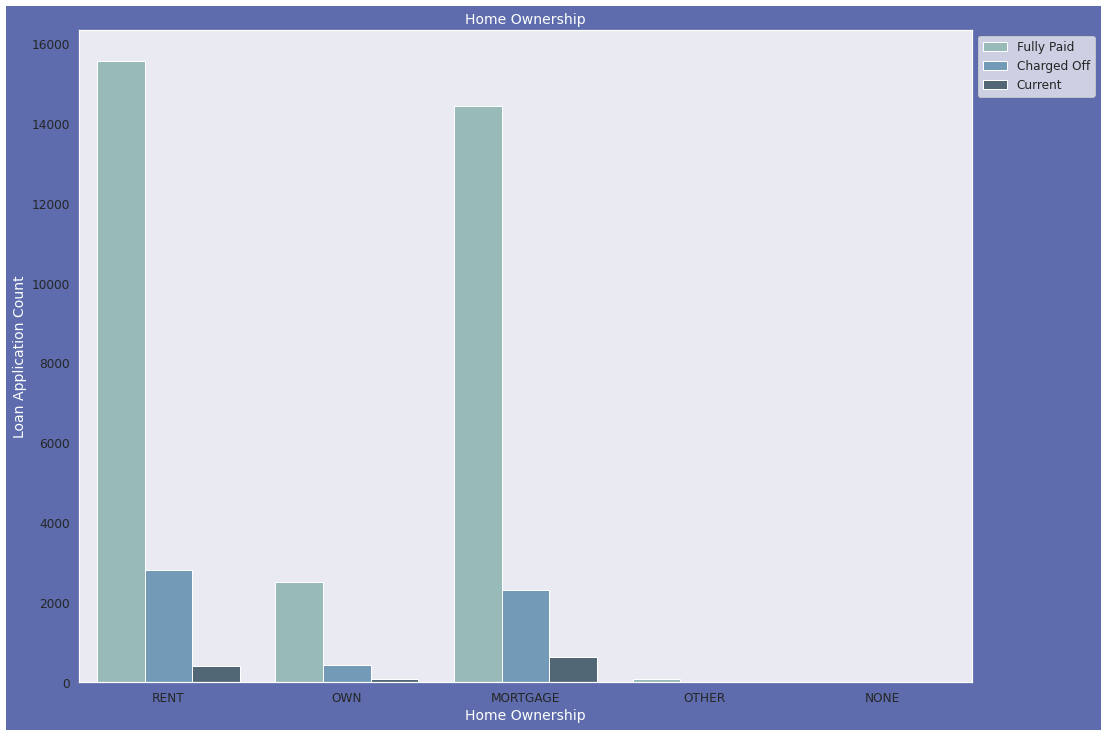 Home Ownership
Fully Paid
Charged Off
Current
16000
14000
12000
10000
8000
6000
4000
2000
0
Loan Application Count
RENT OWN MORTGAGE OTHER NONE
Home Ownership